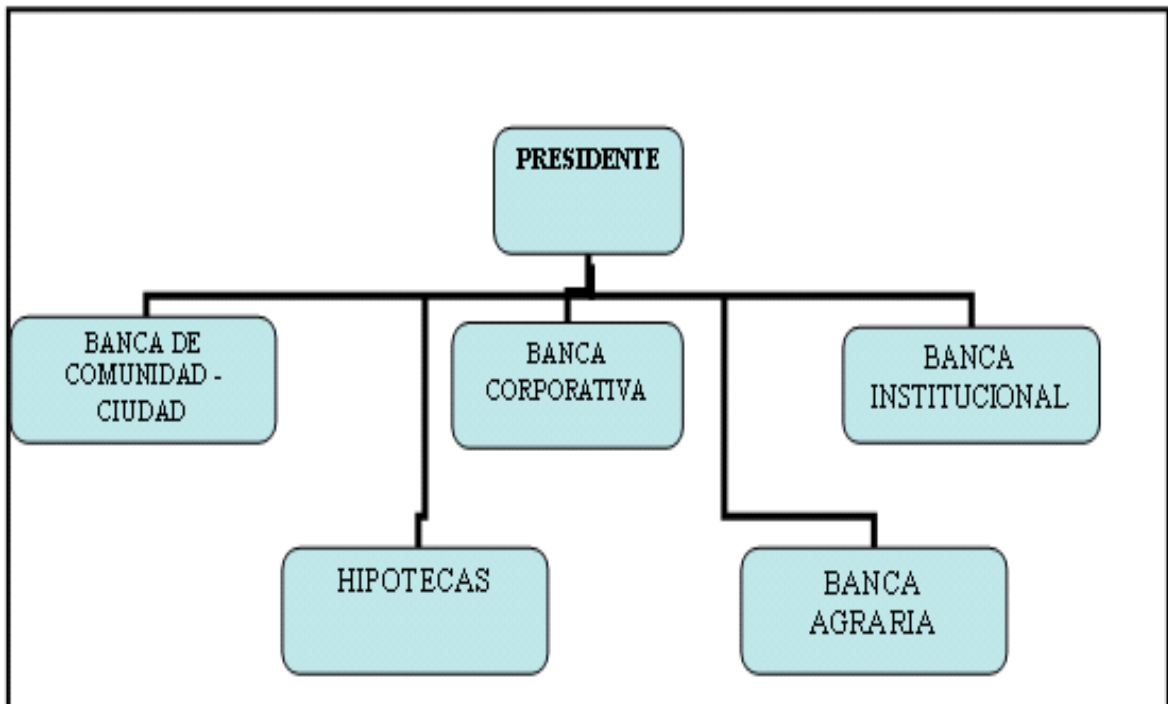 PRESIDENTE
BANCA DE
COMUNIDAD -
CIUDAD
BANCA
CORPORATIVA
BANCA
INSTITUCIONAL
HIPOTECAS
BANCA
AGRARIA